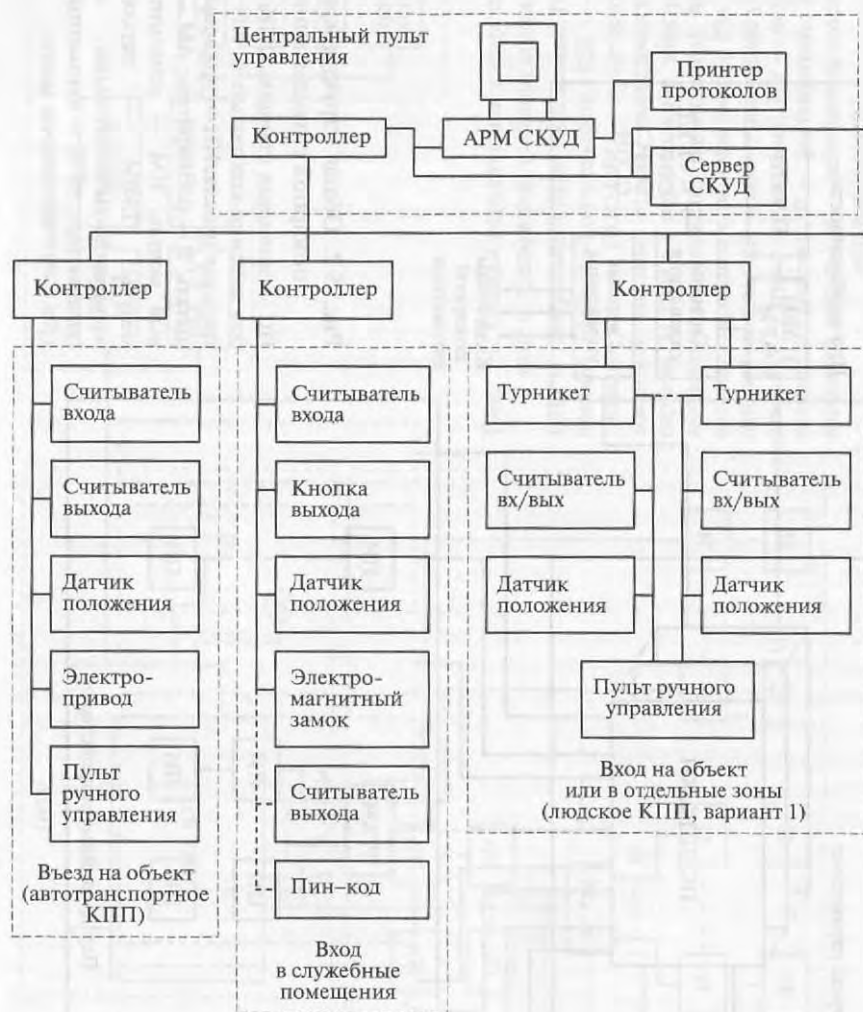 Центральный пульт
управления
Принтер
протоколов
Контроллер
АРМ СКУД
Сервер
СКУД
Контроллер
Контроллер
Контроллер
Считыватель
входа
Считыватель
выхода
Датчик
положения
Электро-
привод
Пульт
ручного
управления
Въезд на объект
(автотранспортное
КПП)
Считыватель
входа
Кнопка
выхода
Датчик
положения
Электро-
магнитный
замок
Считыватель
выхода
Пин–код
Вход
в служебные
помещения
Турникет
Турникет
Считыватель
вх/вых
Считыватель
вх/вых
Датчик
положения
Датчик
положения
Пульт ручного
управления
Вход на объект
или в отдельные зоны
(людское КПП, вариант 1)